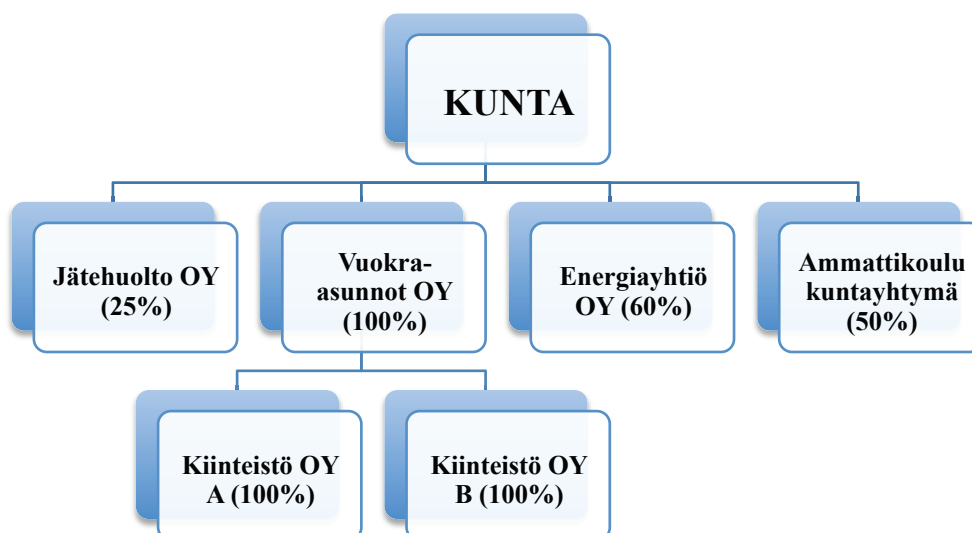 KUNTA
Jätehuolto OY
(25%)
Vuokra-
asunnot OY
(100%)
Energiayhtiö
OY (60%)
Ammattikoulu
kuntayhtymä
(50%)
Kiinteistö OY
A (100%)
Kiinteistö OY
B (100%)